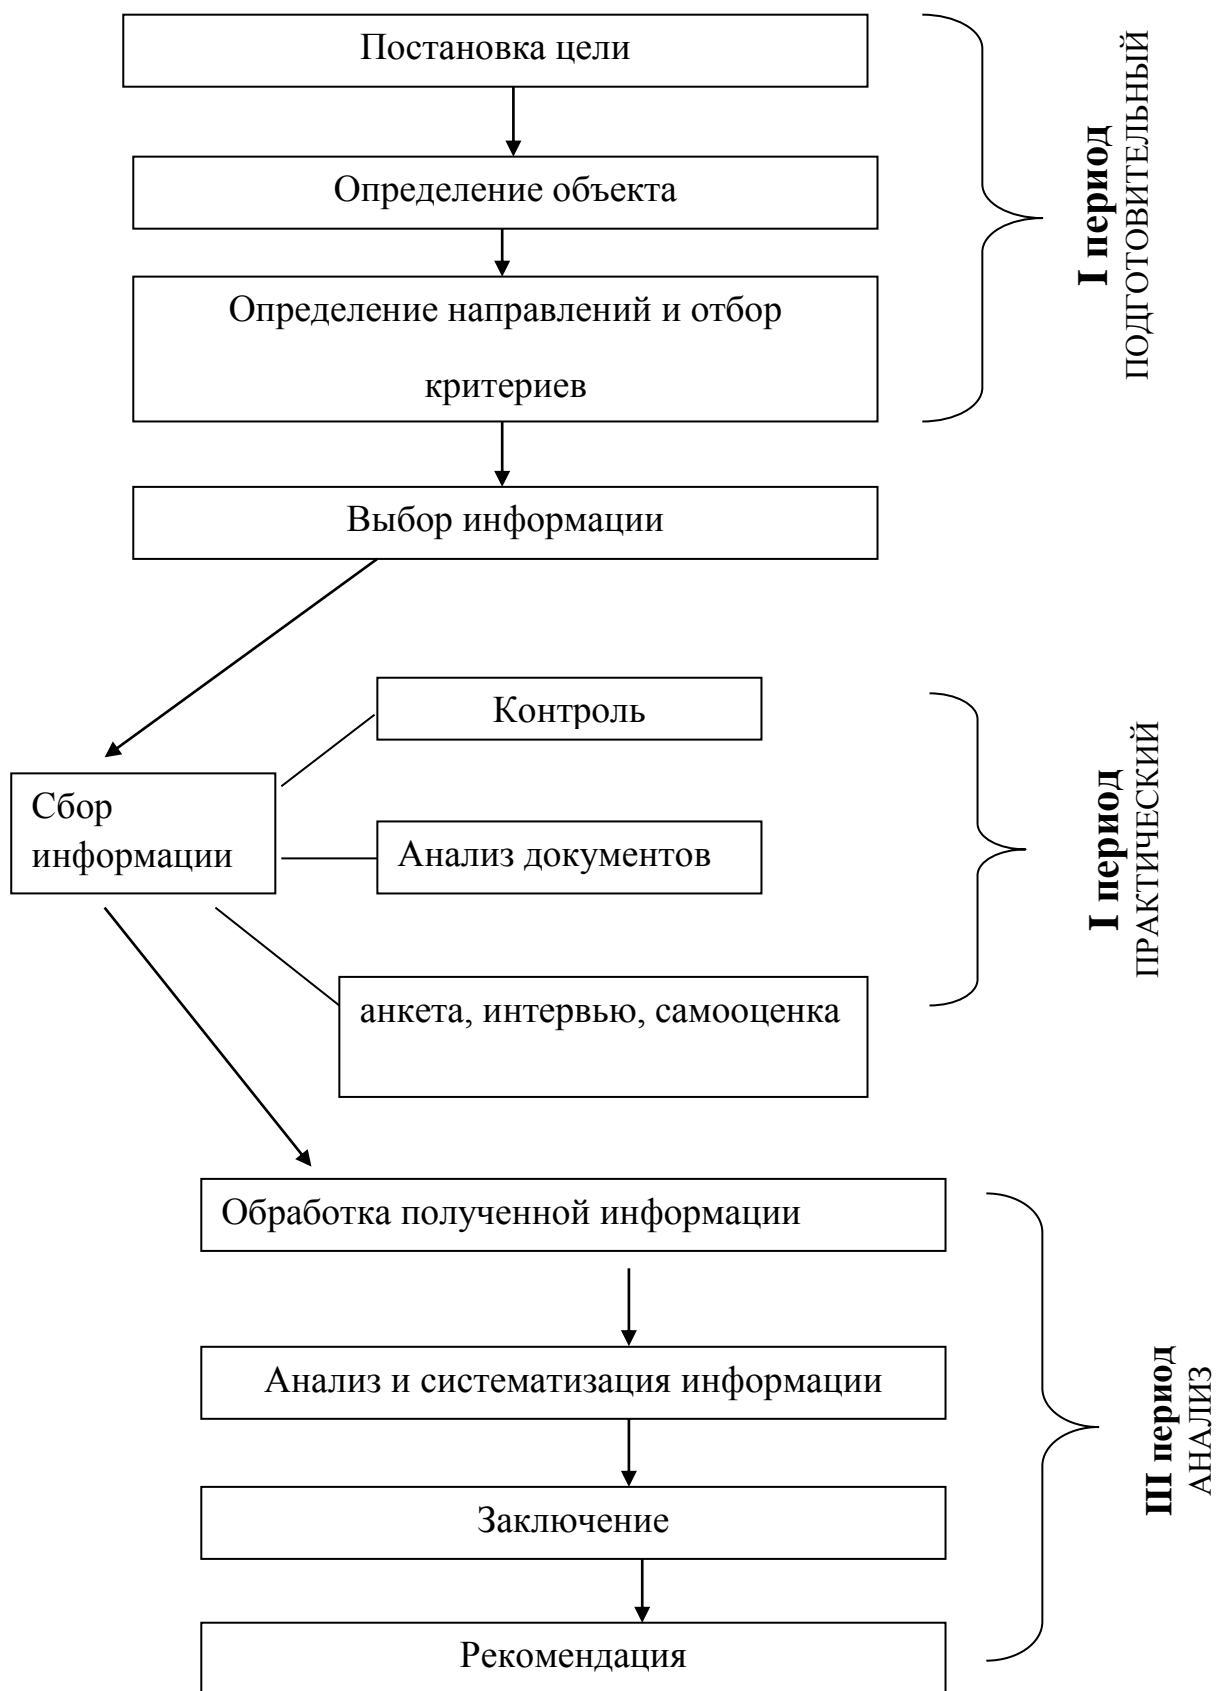 Постановка цели
Определение объекта
Определение направлений и отбор
критериев
I период
ПОДГОТОВИТЕЛЬНЫЙ
Выбор информации
Контроль
Сбор
информации
Анализ документов
анкета, интервью, самооценка
I период
ПРАКТИЧЕСКИЙ
Обработка полученной информации
Анализ и систематизация информации
Заключение
Рекомендация
III период
АНАЛИЗ